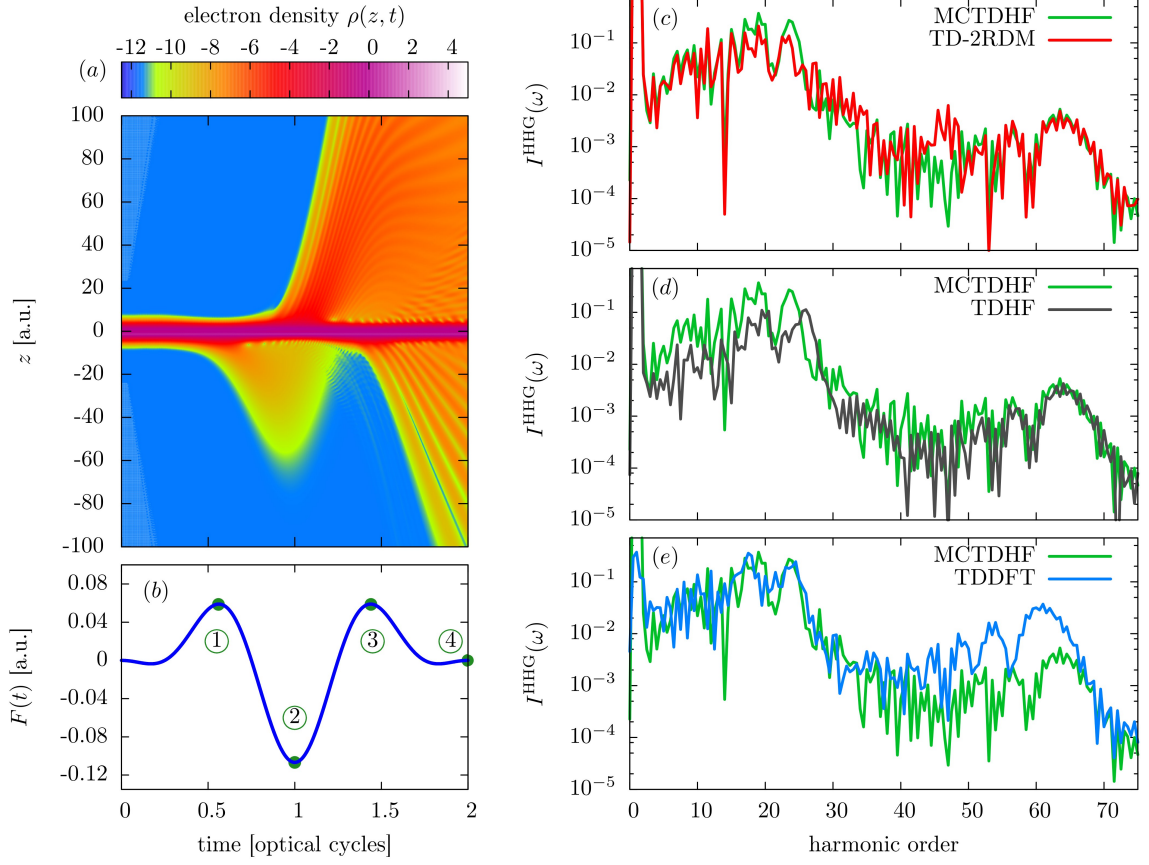 electron density ρ(z, t)
-12 -10 -8 -6 -4 -2 0 2 4
(a)
100
80
60
40
20
0
-20
-40
-60
-80
-100
z [a.u.]
(b)
0.08
0.04
0
-0.04
-0.08
-0.12
F(t) [a.u.]
1
2
3
4
0 0.5 1 1.5 2
time [optical cycles]
(c)
MCTDHF
TD-2RDM
10⁻¹
10⁻²
10⁻³
10⁻⁴
10⁻⁵
I^HHG(ω)
(d)
MCTDHF
TDHF
10⁻¹
10⁻²
10⁻³
10⁻⁴
10⁻⁵
I^HHG(ω)
(e)
MCTDHF
TDDFT
10⁻¹
10⁻²
10⁻³
10⁻⁴
10⁻⁵
I^HHG(ω)
0 10 20 30 40 50 60 70
harmonic order